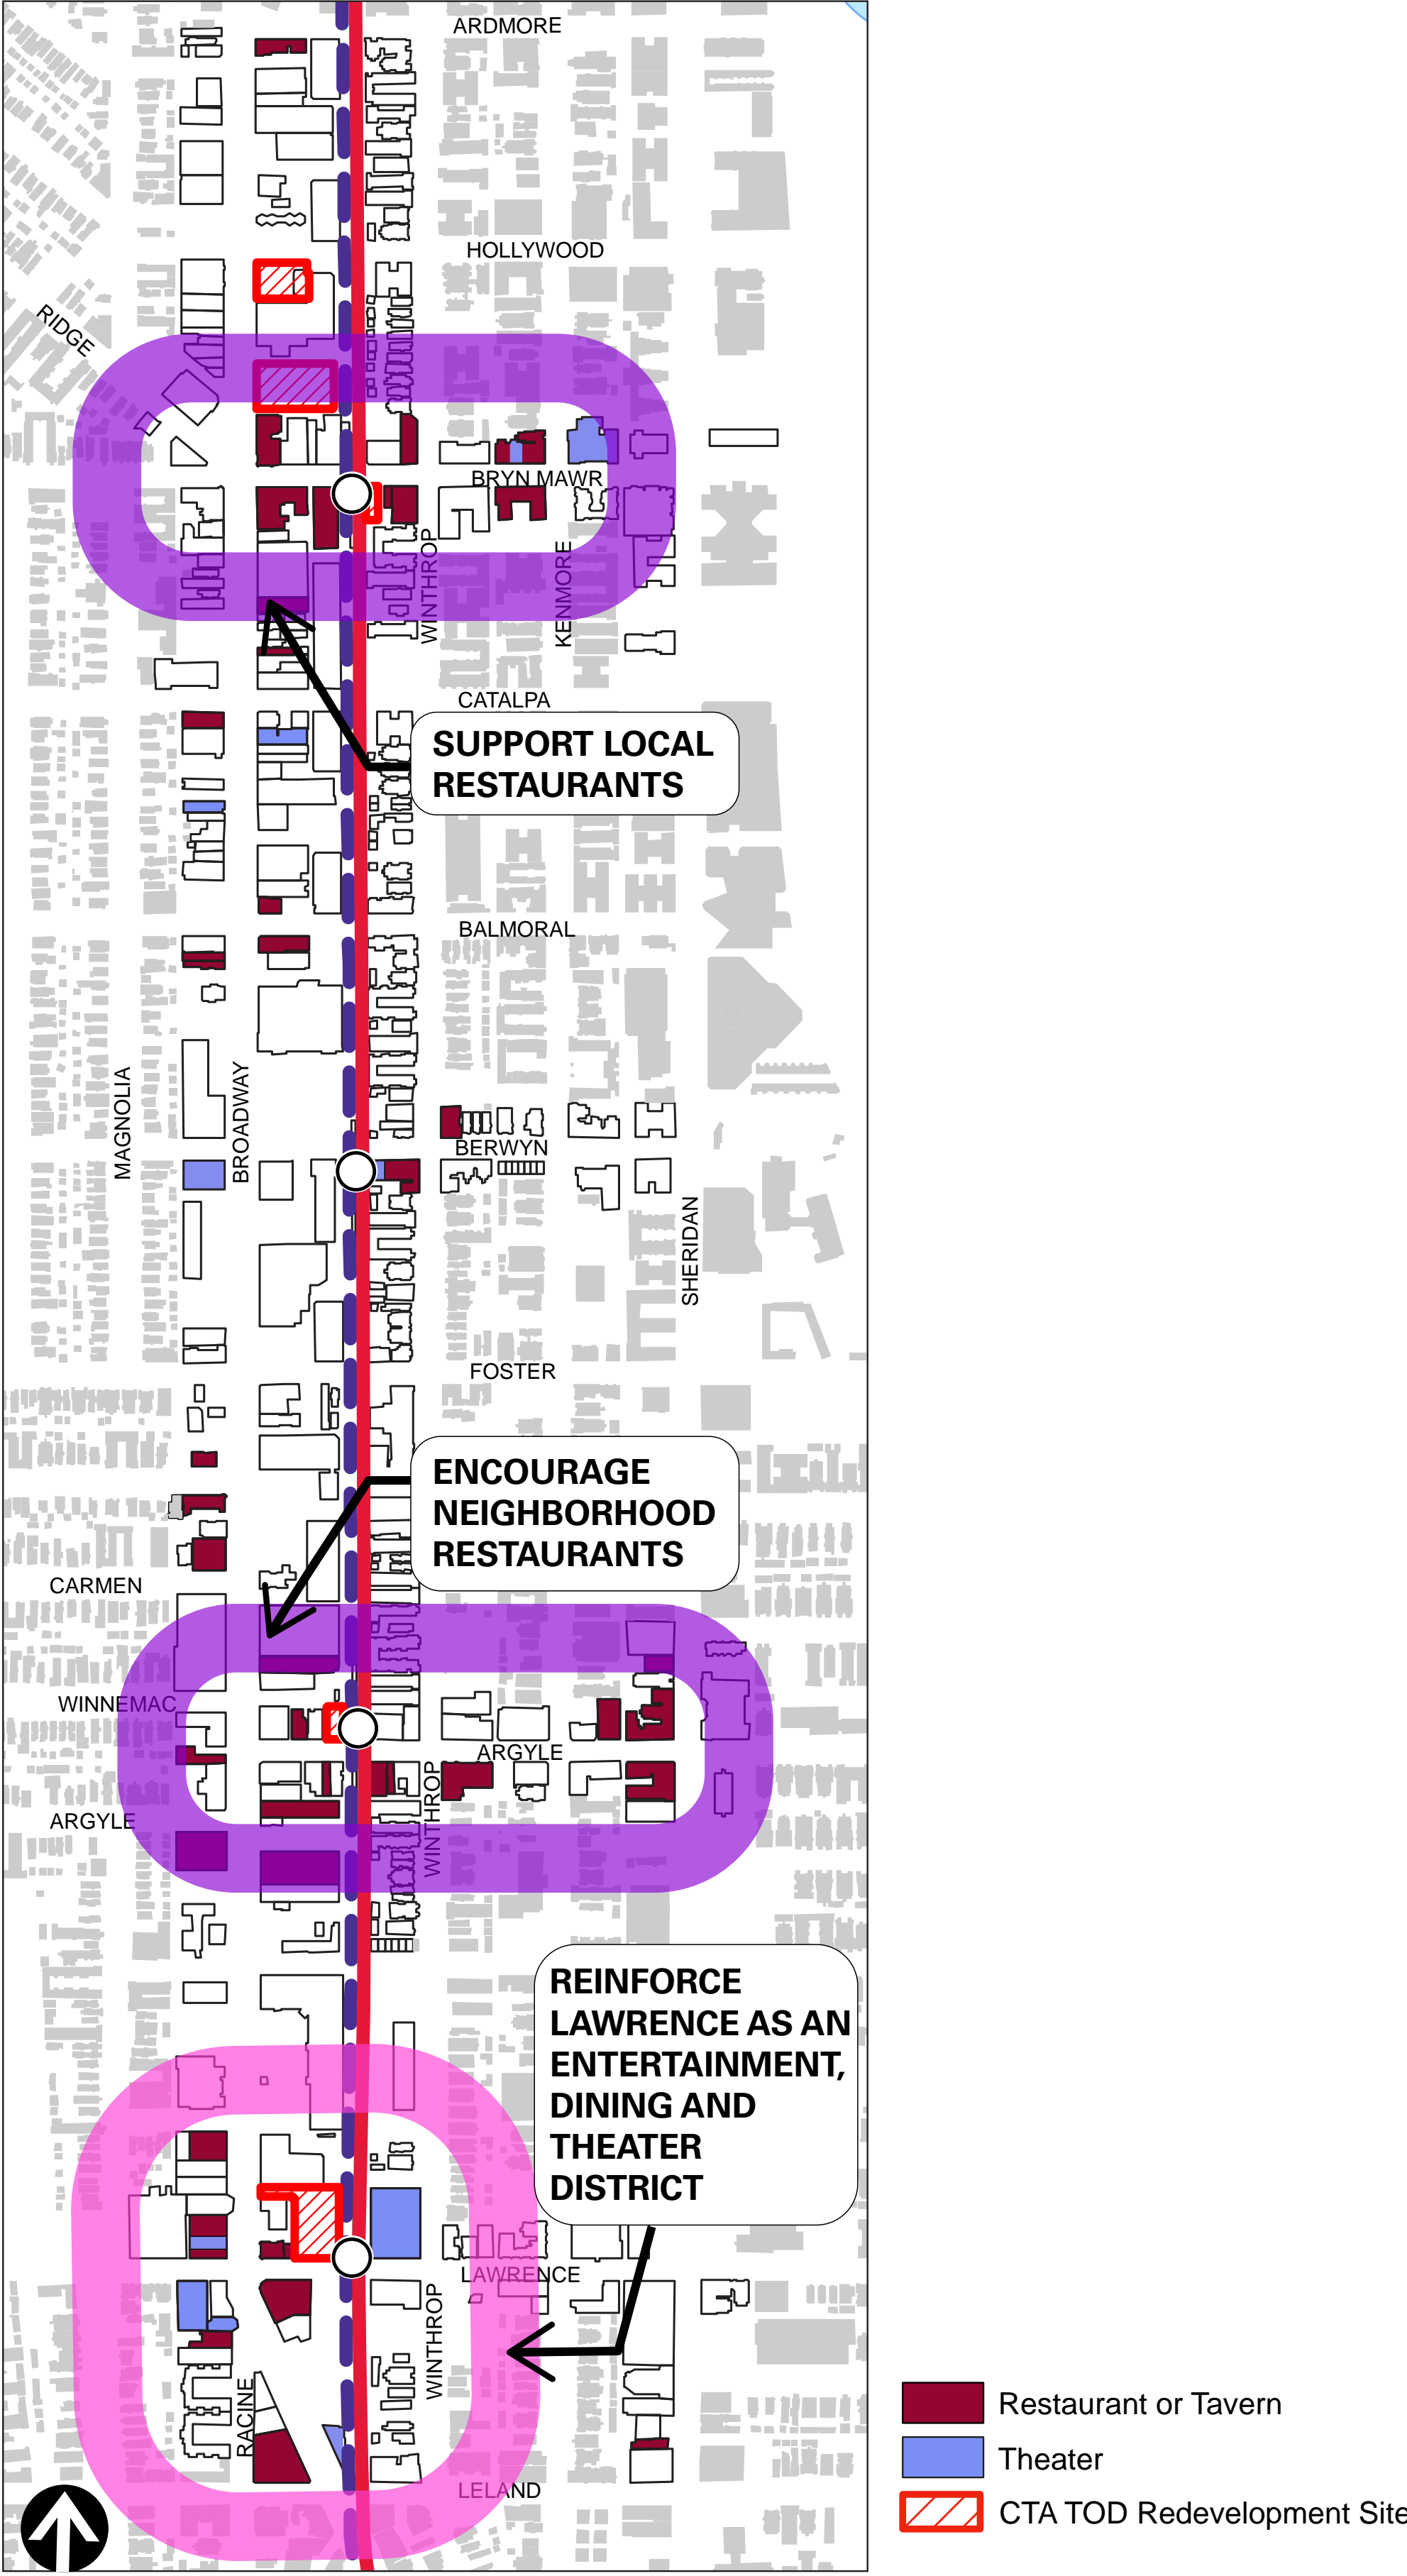 ARDMORE
HOLLYWOOD
RIDGE
BRYN MAWR
WINTHROP
KENMORE
CATALPA
SUPPORT LOCAL
RESTAURANTS
BALMORAL
MAGNOLIA
BROADWAY
BERWYN
SHERIDAN
FOSTER
ENCOURAGE
NEIGHBORHOOD
RESTAURANTS
CARMEN
WINNEMAC
ARGYLE
WINTHROP
ARGYLE
REINFORCE
LAWRENCE AS AN
ENTERTAINMENT,
DINING AND
THEATER
DISTRICT
LAWRENCE
WINTHROP
RACINE
LELAND
Restaurant or Tavern
Theater
CTA TOD Redevelopment Site